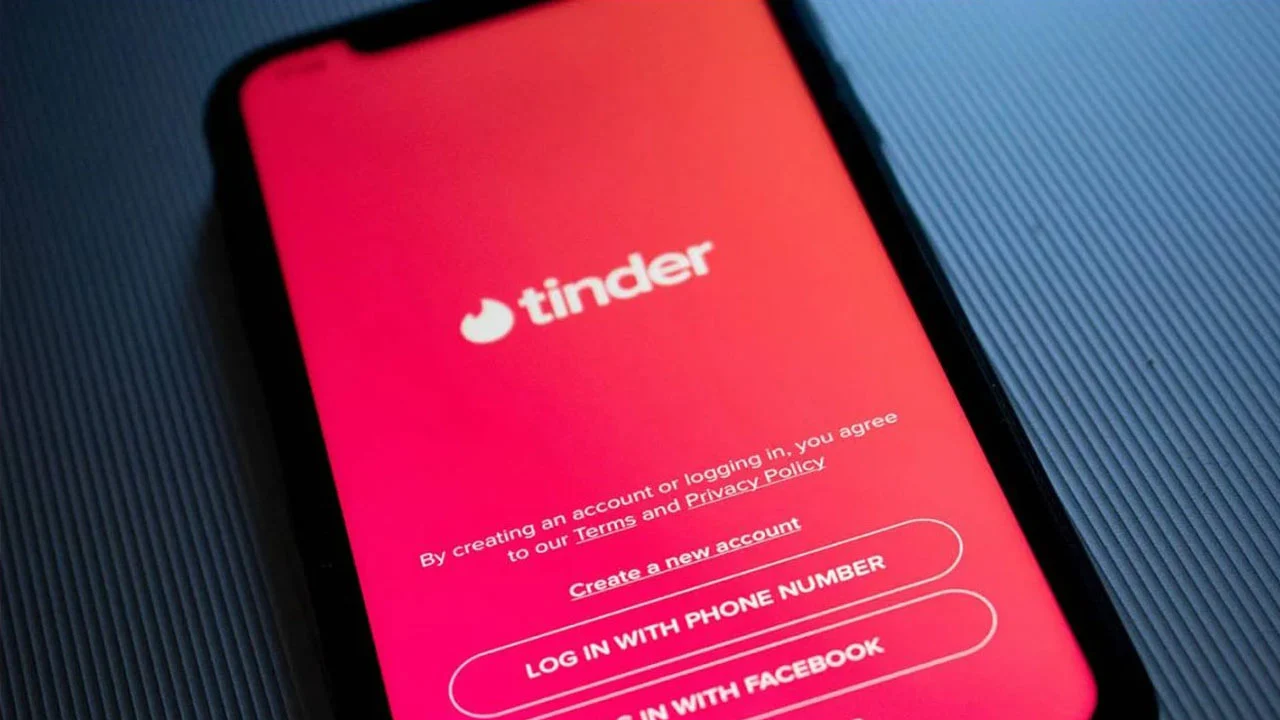 tinder
By creating an account or logging in, you agree
to our Terms and Privacy Policy
Create a new account
LOG IN WITH PHONE NUMBER
IN WITH FACEBOOK